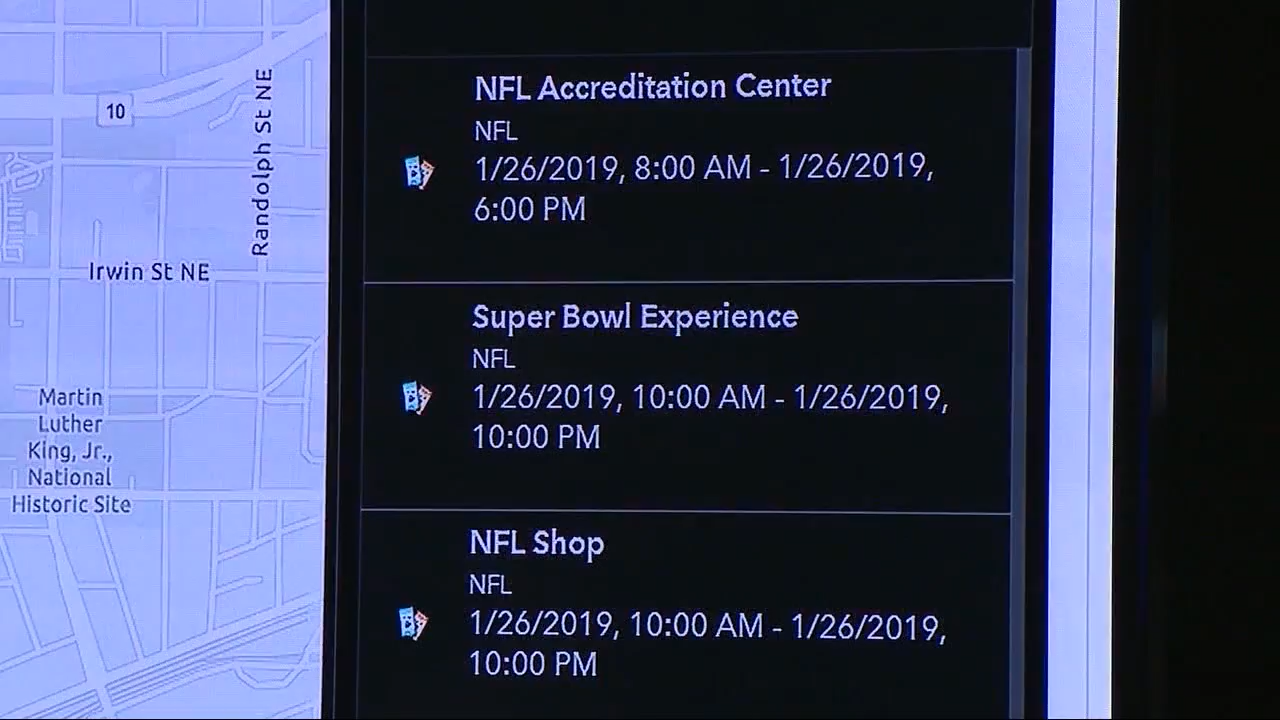 10
Randolph St NE
Irwin St NE
Martin
Luther
King, Jr.,
National
Historic Site
NFL Accreditation Center
NFL
1/26/2019, 8:00 AM - 1/26/2019,
6:00 PM
Super Bowl Experience
NFL
1/26/2019, 10:00 AM - 1/26/2019,
10:00 PM
NFL Shop
NFL
1/26/2019, 10:00 AM - 1/26/2019,
10:00 PM